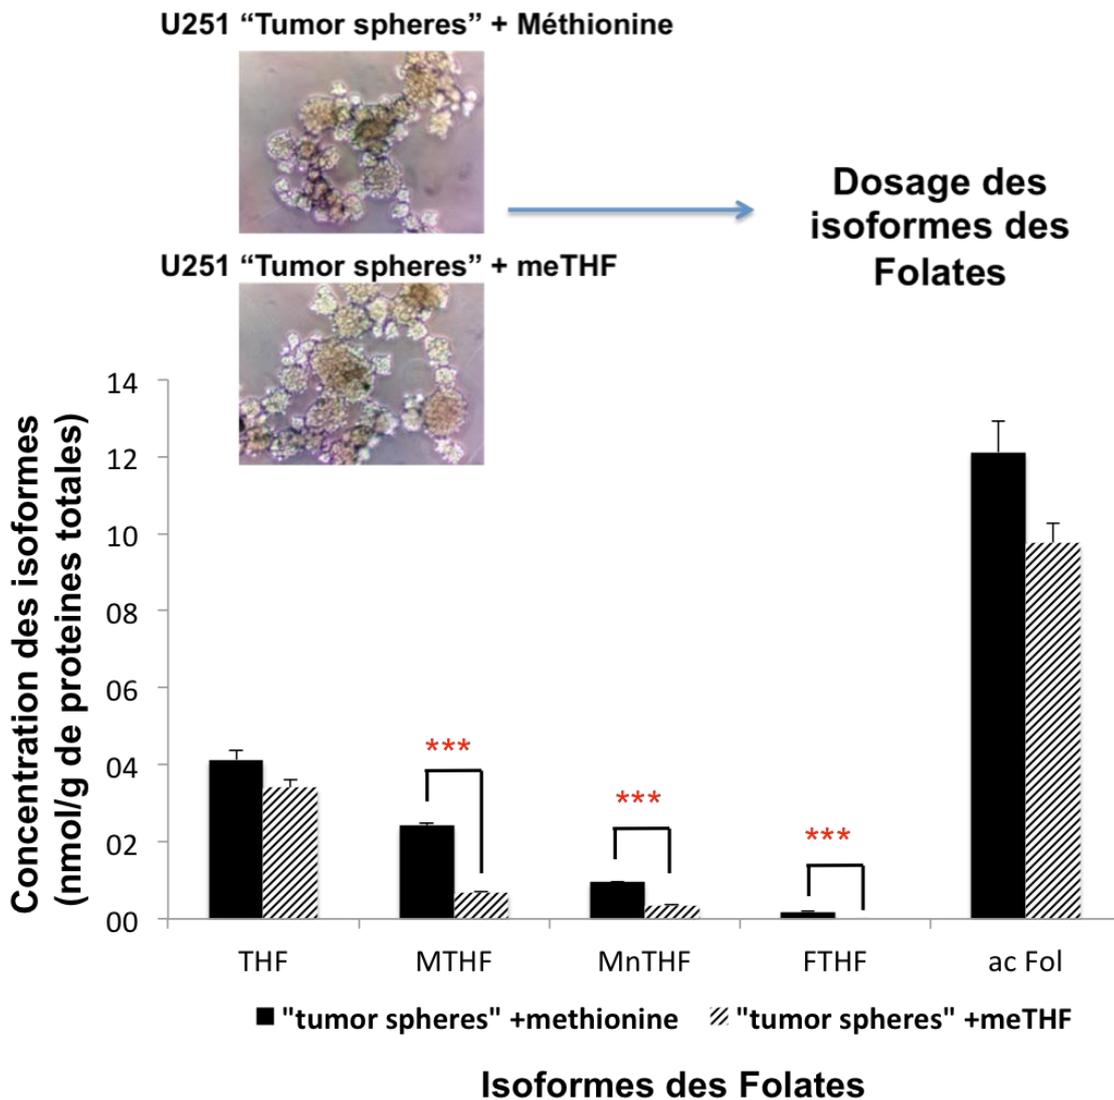 U251 “Tumor spheres” + Méthionine
Dosage des
isoformes des
Folates
U251 “Tumor spheres” + meTHF
Concentration des isoformes
(nmol/g de proteines totales)
14
12
10
08
06
04
02
00
***
***
***
THF MTHF MnTHF FTHF ac Fol
"tumor spheres" +methionine "tumor spheres" +meTHF
Isoformes des Folates